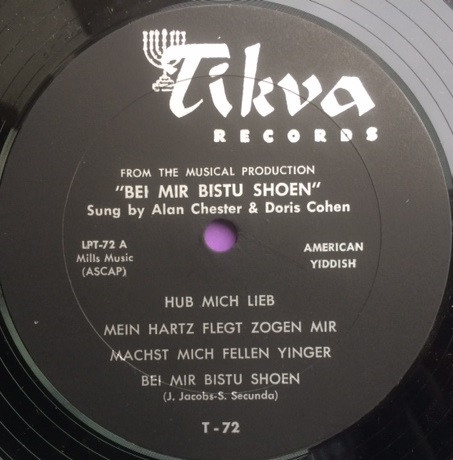 Tikva
RECORDS
FROM THE MUSICAL PRODUCTION
"BEI MIR BISTU SHOEN"
Sung by Alan Chester & Doris Cohen
LPT-72 A
Mills Music
(ASCAP)
AMERICAN
YIDDISH
HUB MICH LIEB
MEIN HARTZ FLEGT ZOGEN MIR
MACHST MICH FELLEN YINGER
BEI MIR BISTU SHOEN
(J. Jacobs-S. Secunda)
T-72